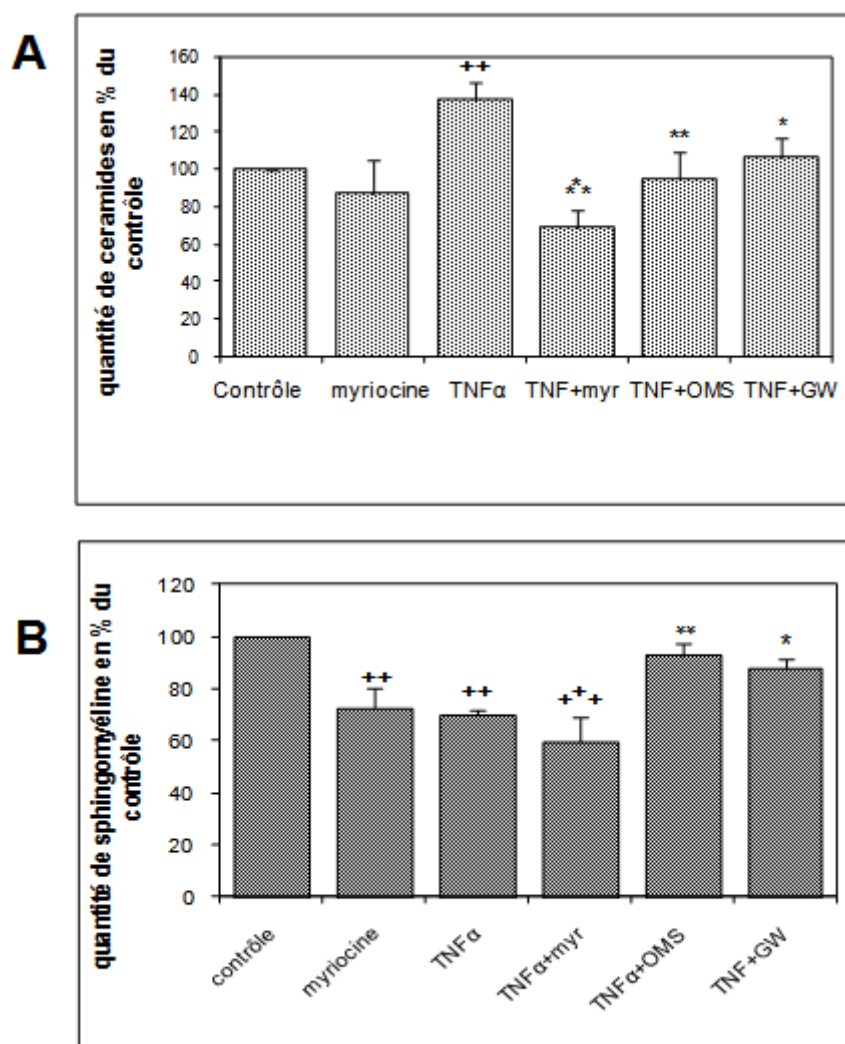 A
quantité de ceramides en % du
contrôle
160
140
120
100
80
60
40
20
0
++
*
**
**
*
Contrôle myriocine TNFα TNF+myr TNF+OMS TNF+GW
B
quantité de sphingomyéline en % du
contrôle
120
100
80
60
40
20
0
++
++
+
+ +
**
*
contrôle
myriocine
TNFα
TNFα+myr
TNFα+OMS
TNF+GW